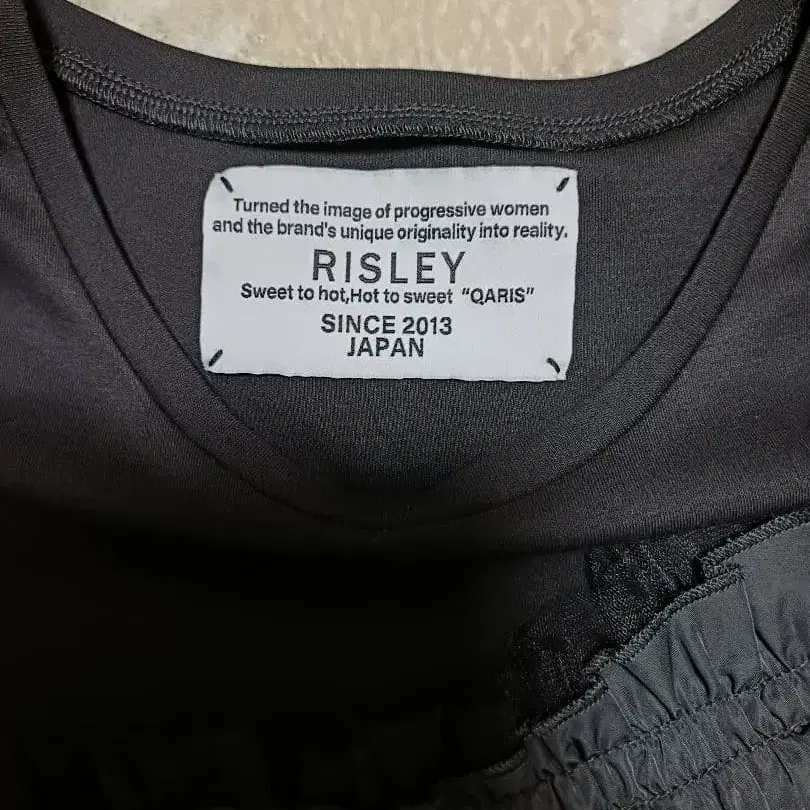 Turned the image of progressive women
and the brand's unique originality into reality.
RISLEY
Sweet to hot,Hot to sweet "QARIS"
SINCE 2013
JAPAN